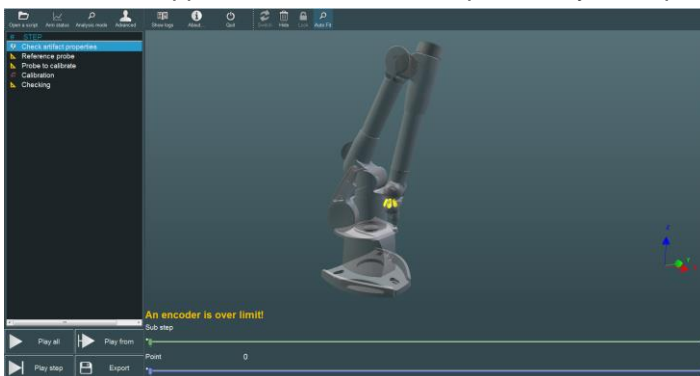 Open a script Arm status Analysis mode Advanced Show logs About... Quit Switch Hide Lock Auto Fit
STEP
Check artifact properties
Reference probe
Probe to calibrate
Calibration
Checking
An encoder is over limit!
Sub step
Play all Play from
Point 0
Play step Export